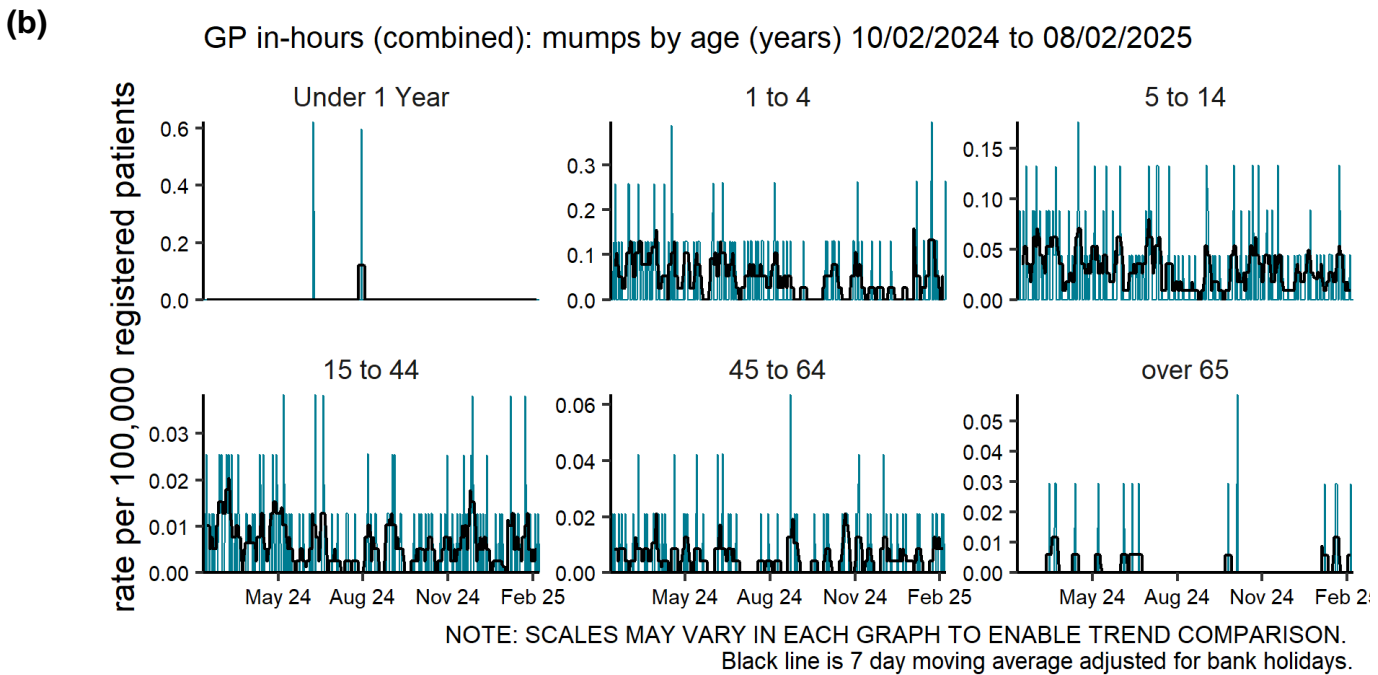 (b)
GP in-hours (combined): mumps by age (years) 10/02/2024 to 08/02/2025
rate per 100,000 registered patients
Under 1 Year
0.6
0.4
0.2
0.0
1 to 4
0.3
0.2
0.1
0.0
5 to 14
0.15
0.10
0.05
0.00
15 to 44
0.03
0.02
0.01
0.00
May 24 Aug 24 Nov 24 Feb 25
45 to 64
0.06
0.04
0.02
0.00
May 24 Aug 24 Nov 24 Feb 25
over 65
0.05
0.04
0.03
0.02
0.01
0.00
May 24 Aug 24 Nov 24 Feb 2
NOTE: SCALES MAY VARY IN EACH GRAPH TO ENABLE TREND COMPARISON.
Black line is 7 day moving average adjusted for bank holidays.